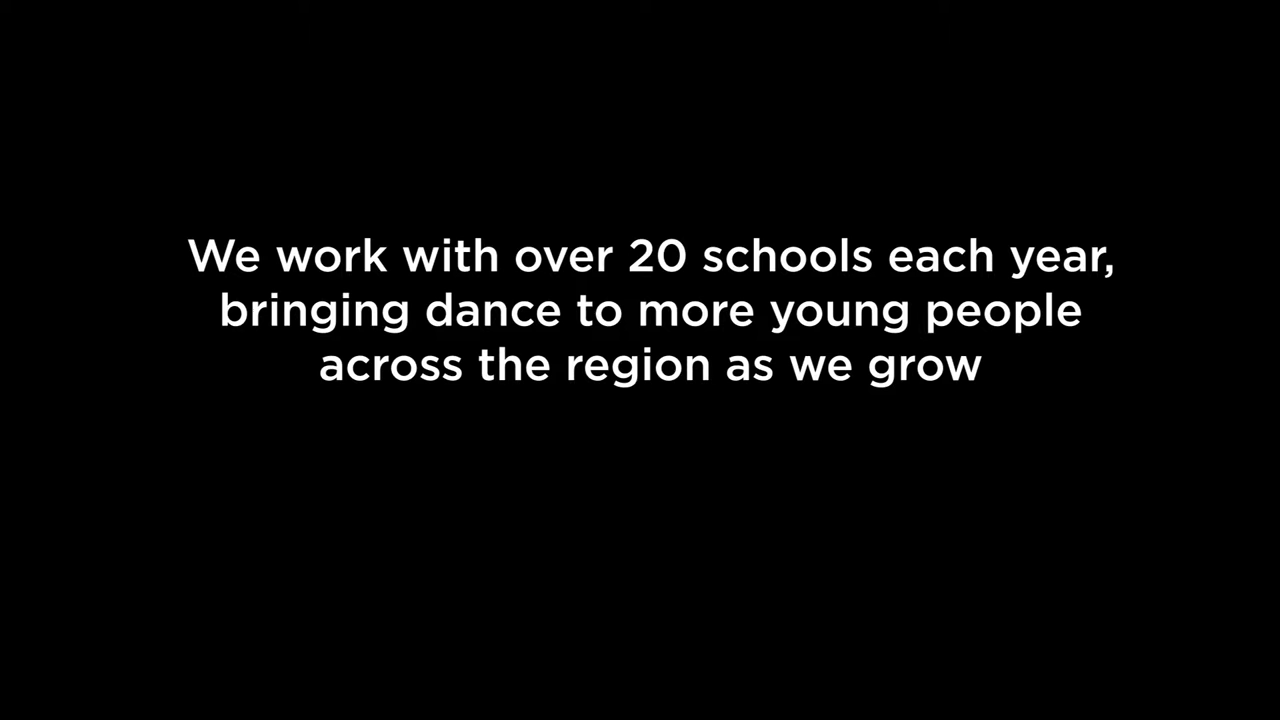 We work with over 20 schools each year,
bringing dance to more young people
across the region as we grow